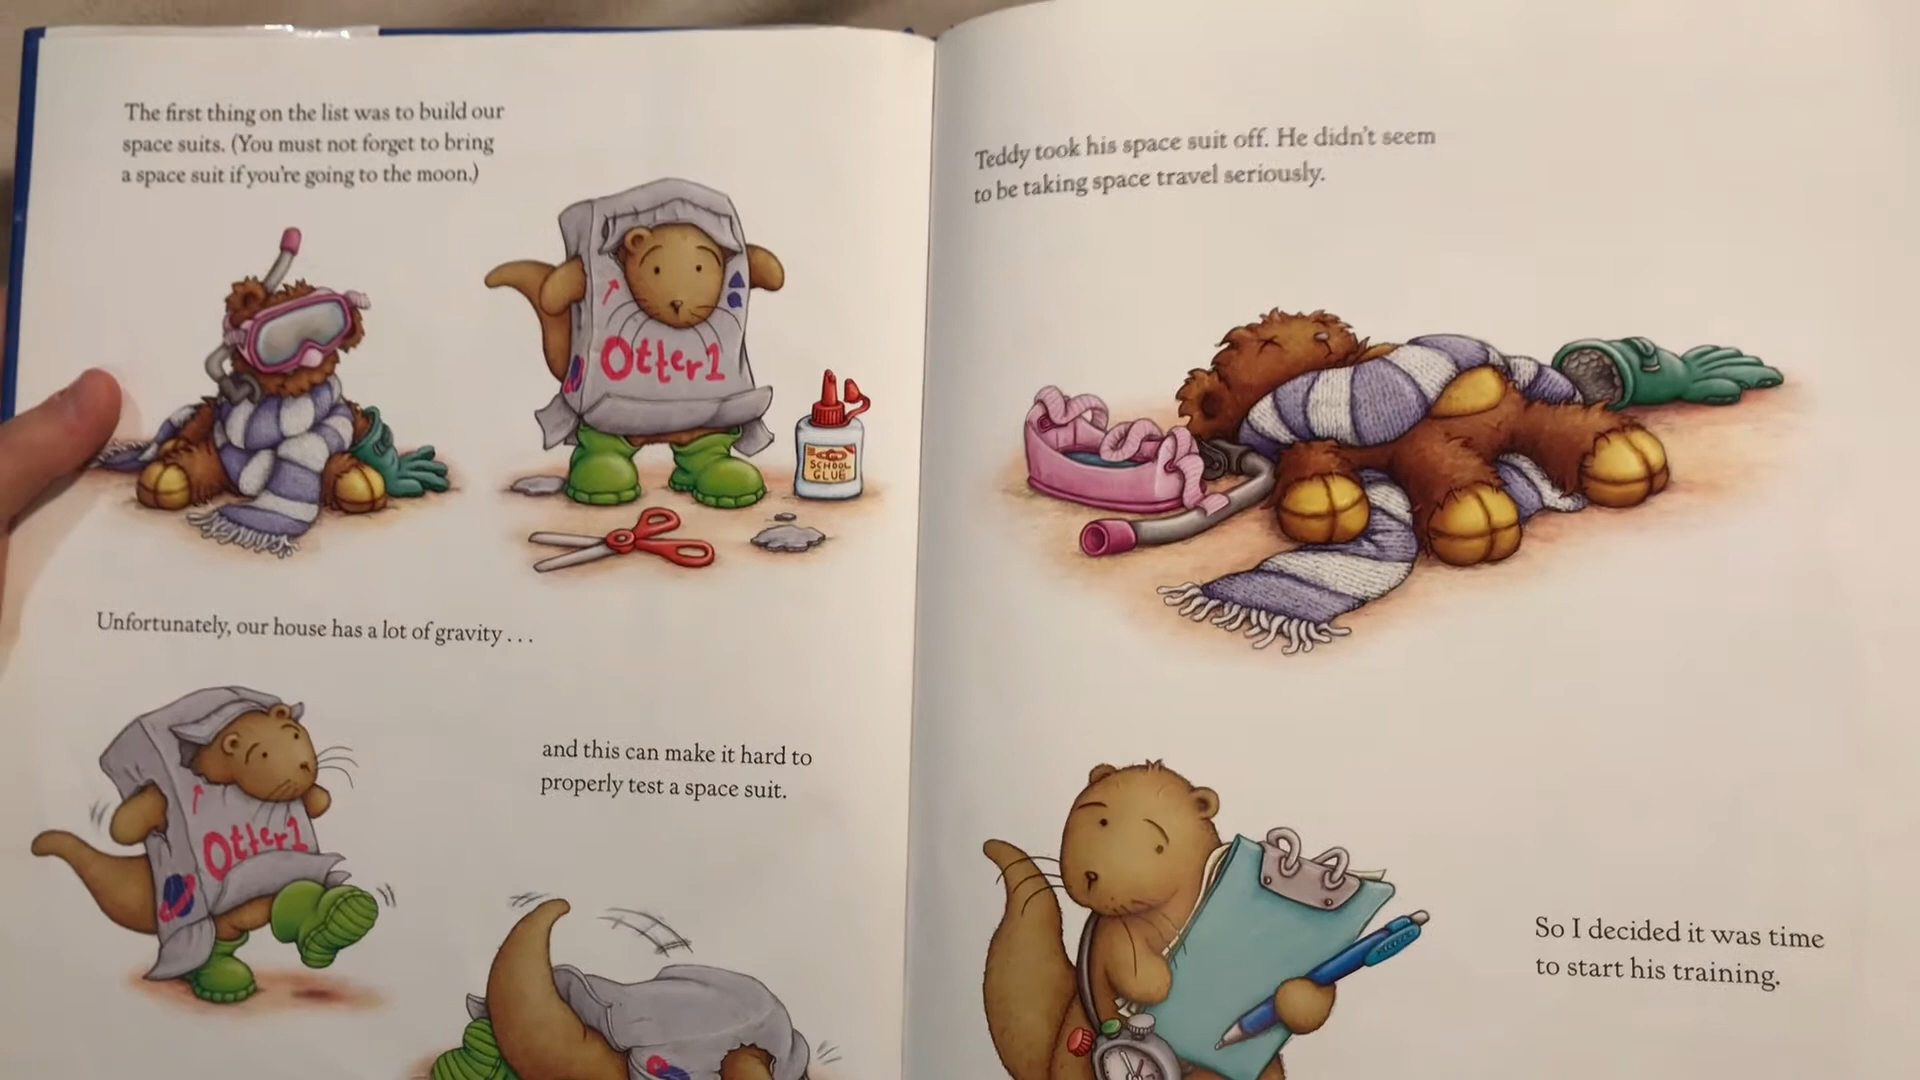 The first thing on the list was to build our
space suits. (You must not forget to bring
a space suit if you're going to the moon.)
Otter1
SCHOOL
GLUE
Unfortunately, our house has a lot of gravity . . .
and this can make it hard to
properly test a space suit.
Otter1
Teddy took his space suit off. He didn't seem
to be taking space travel seriously.
So I decided it was time
to start his training.